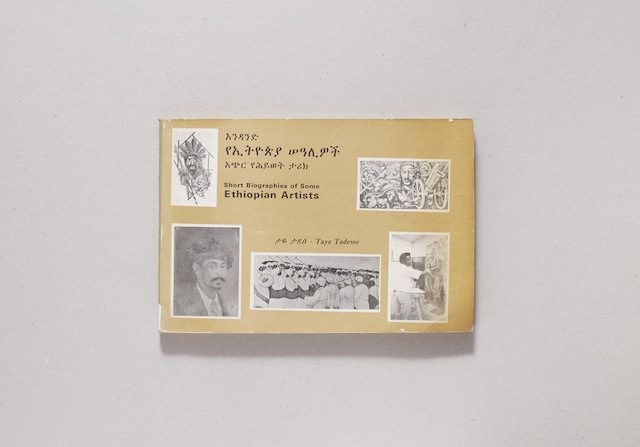 አንዳንድ
የኢትዮጵያ ሠዓሊዎች
አጭር የሕይወት ታሪክ
Short Biographies of Some
Ethiopian Artists
ታዬ ታደሰ · Taye Tadesse